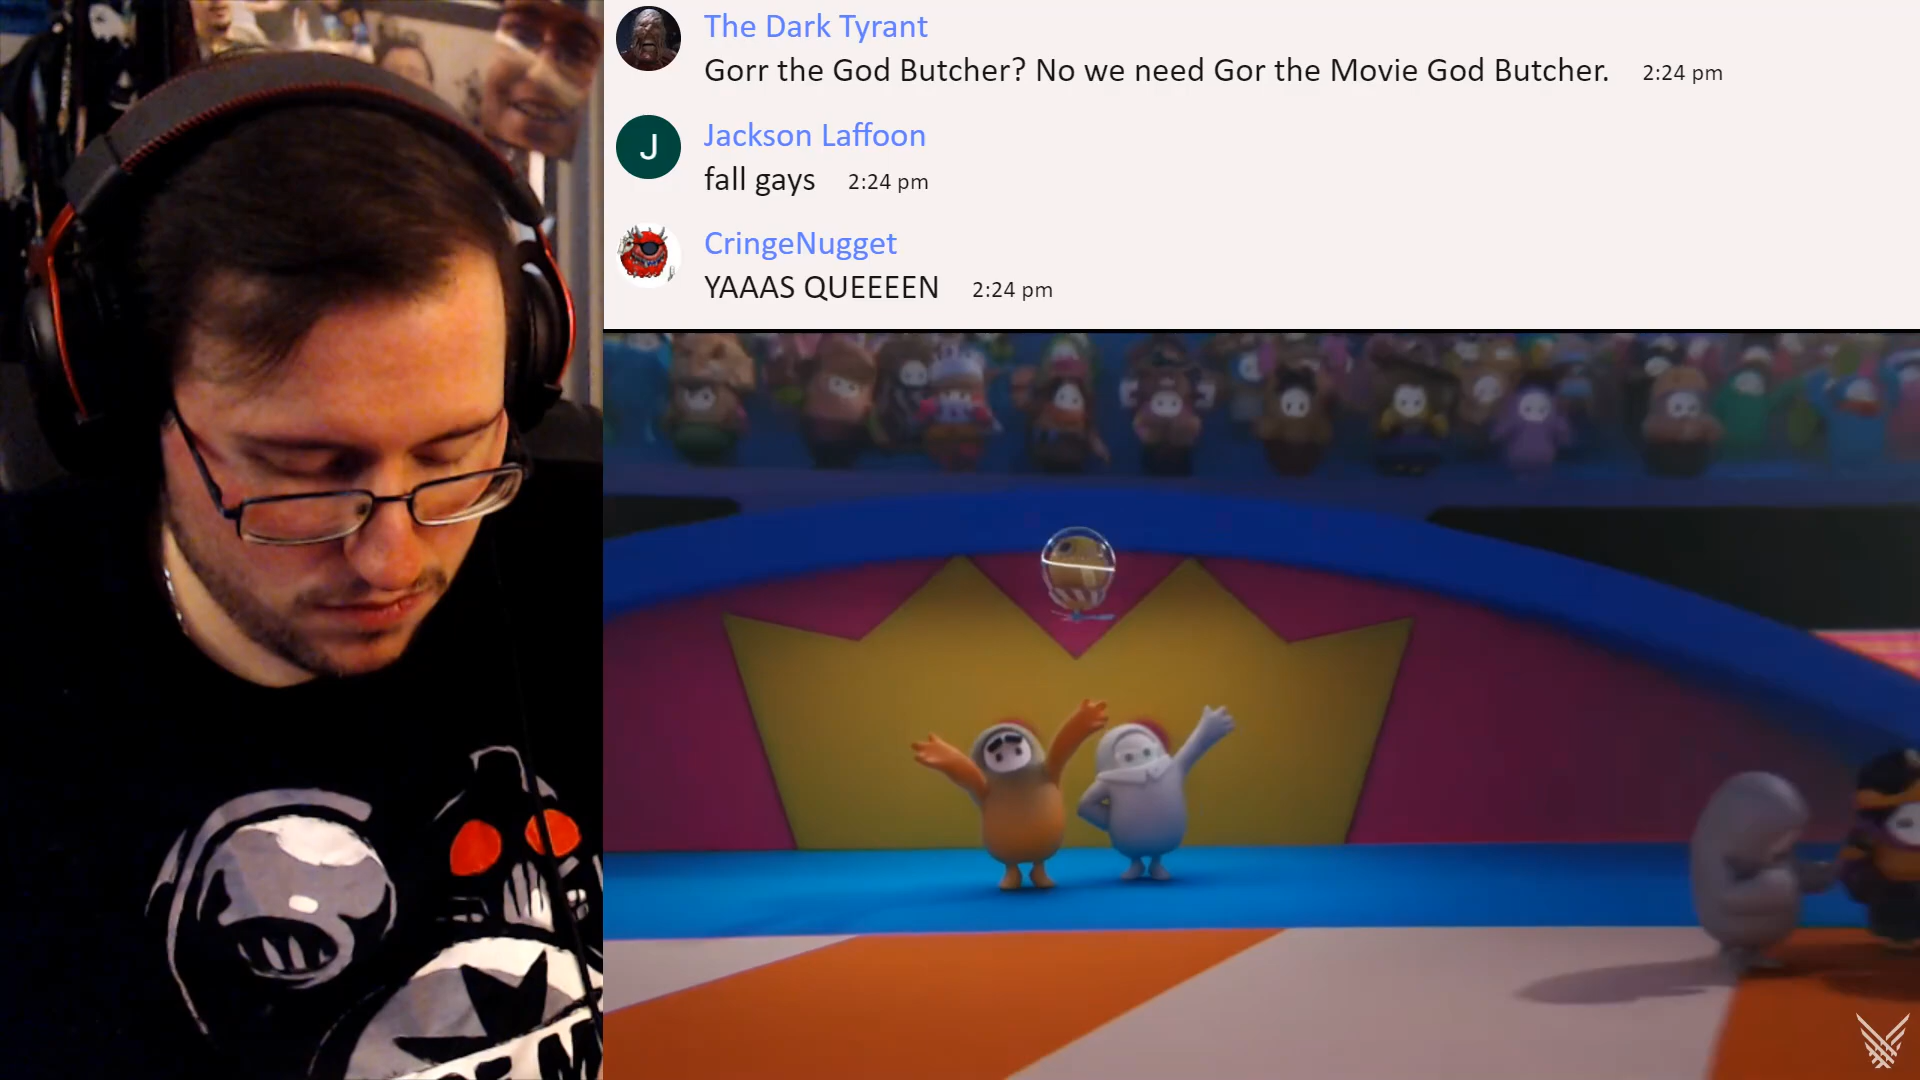 The Dark Tyrant
Gorr the God Butcher? No we need Gor the Movie God Butcher. 2:24 pm
J
Jackson Laffoon
fall gays 2:24 pm
CringeNugget
YAAAS QUEEEEN 2:24 pm